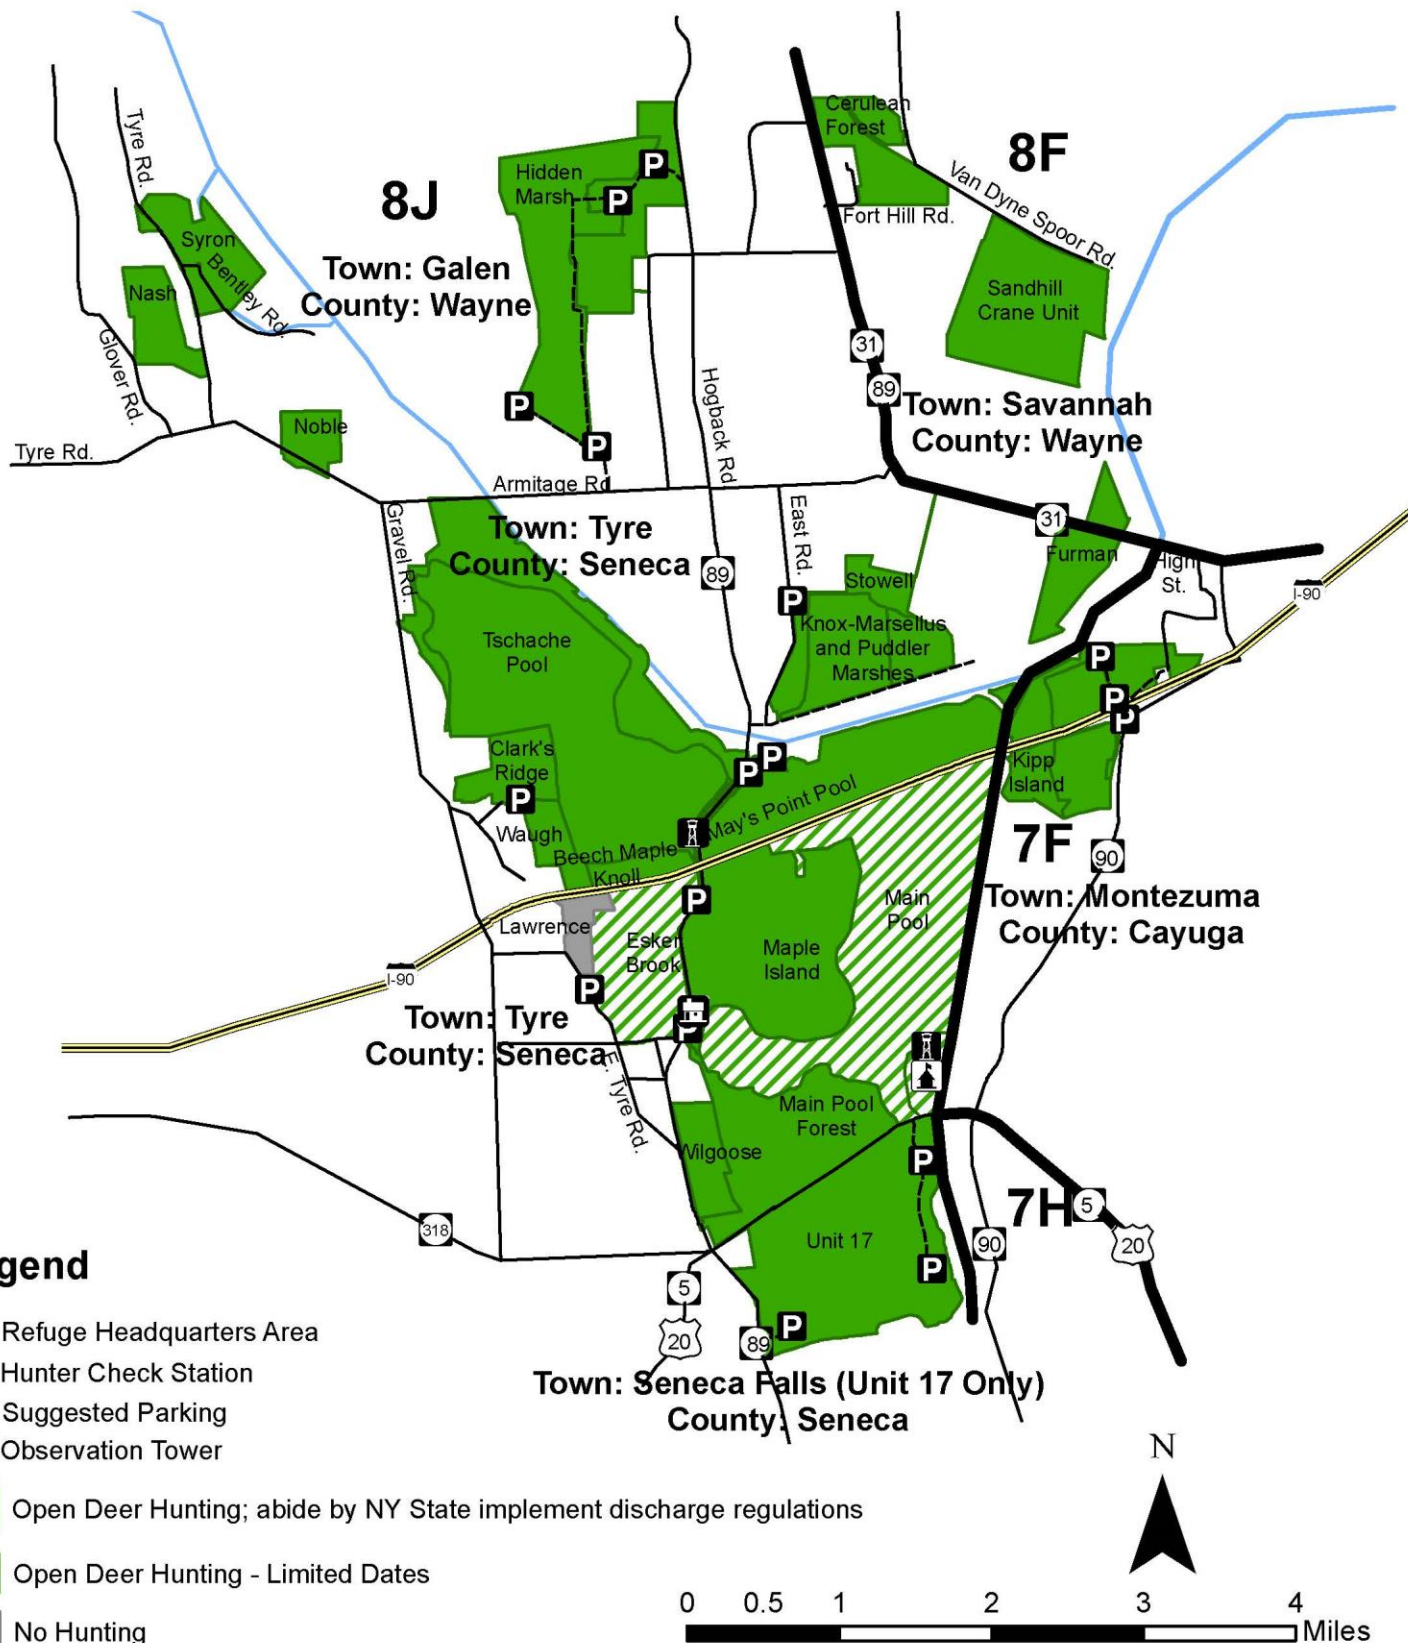 Cerulean
Forest
8F
Tyre Rd.
Hidden
Marsh
P
P
8J
Van Dyne Spoor Rd.
Fort Hill Rd.
Syron
Bentley Rd.
Town: Galen
County: Wayne
Nash
Sandhill
Crane Unit
Glover Rd.
31
89
Hogback Rd.
P
Town: Savannah
County: Wayne
Noble
P
Tyre Rd.
Armitage Rd
Gravel Rd.
East Rd.
31
Town: Tyre
County: Seneca
89
Furman
High
St.
Stowell
I-90
P
Knox-Marsellus
and Puddler
Marshes
Tschache
Pool
P
P
P
Clark's
Ridge
P
P
Kipp
Island
P
May's Point Pool
Waugh
Beech Maple
Knoll
7F
90
P
Main
Pool
Town: Montezuma
County: Cayuga
Lawrence
Esker
Brook
Maple
Island
I-90
P
Town: Tyre
County: Seneca
P
E. Tyre Rd.
Main Pool
Forest
Wilgoose
P
7H
5
318
Unit 17
90
20
P
gend
5
20
89
P
Refuge Headquarters Area
Hunter Check Station
Town: Seneca Falls (Unit 17 Only)
County: Seneca
Suggested Parking
Observation Tower
N
Open Deer Hunting; abide by NY State implement discharge regulations
Open Deer Hunting - Limited Dates
No Hunting
0 0.5 1 2 3 4
Miles